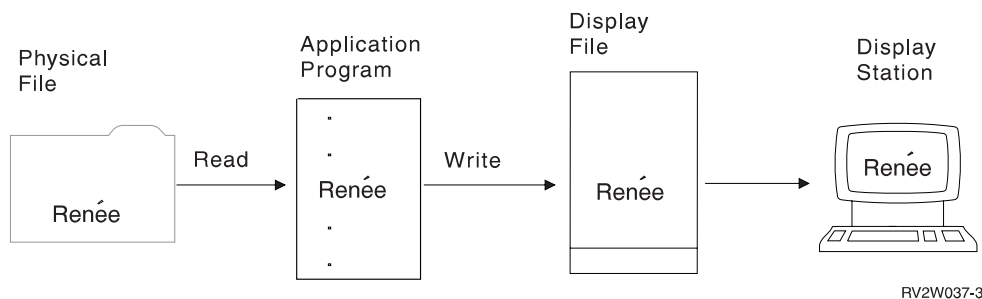 Physical
File
Application
Program
Display
File
Display
Station
Read
Write
Renée
Renée
Renée
Renée
RV2W037-3